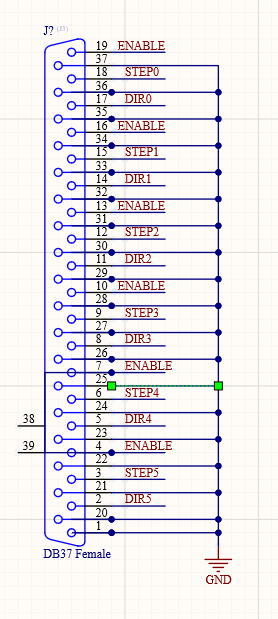 J? (J3)
19 ENABLE
37
18 STEP0
36
17 DIR0
35
16 ENABLE
34
15 STEP1
33
14 DIR1
32
13 ENABLE
31
12 STEP2
30
11 DIR2
29
10 ENABLE
28
9 STEP3
27
8 DIR3
26
7 ENABLE
25
6 STEP4
24
38 5 DIR4
23
39 4 ENABLE
22
3 STEP5
21
2 DIR5
20
1
DB37 Female
GND